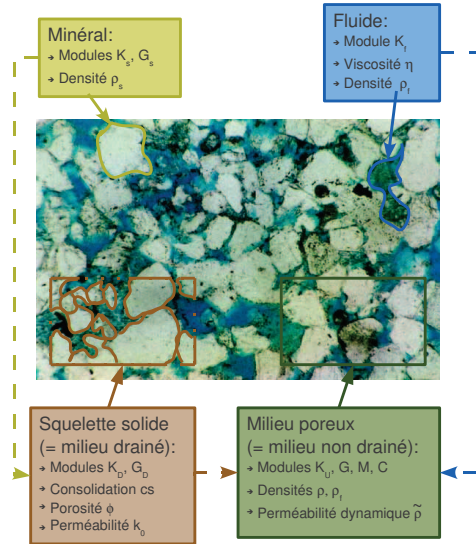 Minéral:
→ Modules Ks, Gs
→ Densité ρs
Fluide:
→ Module Kf
→ Viscosité η
→ Densité ρf
Squelette solide
(= milieu drainé):
→ Modules KD, GD
→ Consolidation cs
→ Porosité ϕ
→ Perméabilité k0
Milieu poreux
(= milieu non drainé):
→ Modules KU, G, M, C
→ Densités ρ, ρf
→ Perméabilité dynamique ρ̃